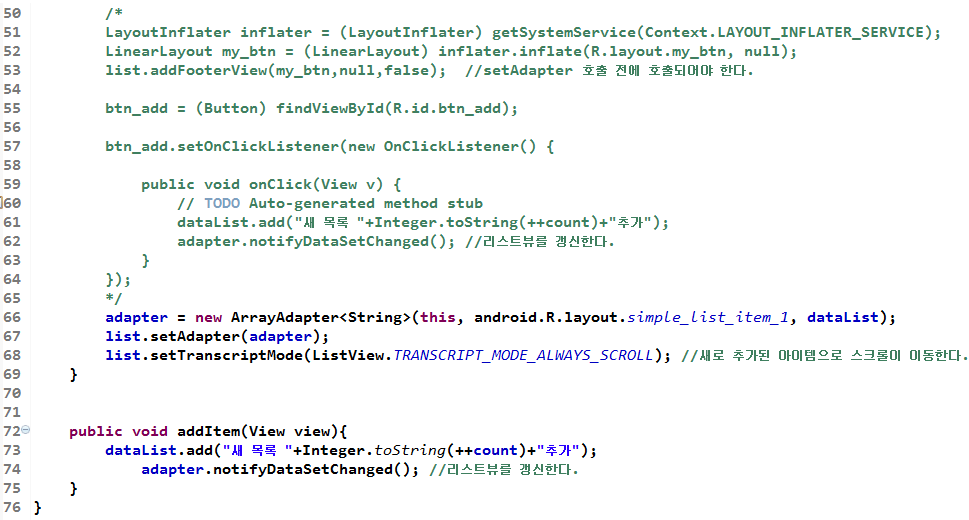 50 /*
51 LayoutInflater inflater = (LayoutInflater) getSystemService(Context.LAYOUT_INFLATER_SERVICE);
52 LinearLayout my_btn = (LinearLayout) inflater.inflate(R.layout.my_btn, null);
53 list.addFooterView(my_btn,null,false);  //setAdapter 호출 전에 호출되어야 한다.
54
55 btn_add = (Button) findViewById(R.id.btn_add);
56
57 btn_add.setOnClickListener(new OnClickListener() {
58
59 public void onClick(View v) {
60 // TODO Auto-generated method stub
61 dataList.add("새 목록 "+Integer.toString(++count)+"추가");
62 adapter.notifyDataSetChanged(); //리스트뷰를 갱신한다.
63 }
64 });
65 */
66 adapter = new ArrayAdapter<String>(this, android.R.layout.simple_list_item_1, dataList);
67 list.setAdapter(adapter);
68 list.setTranscriptMode(ListView.TRANSCRIPT_MODE_ALWAYS_SCROLL); //새로 추가된 아이템으로 스크롤이 이동한다.
69 }
70
71
72 public void addItem(View view){
73 dataList.add("새 목록 "+Integer.toString(++count)+"추가");
74 adapter.notifyDataSetChanged(); //리스트뷰를 갱신한다.
75 }
76 }